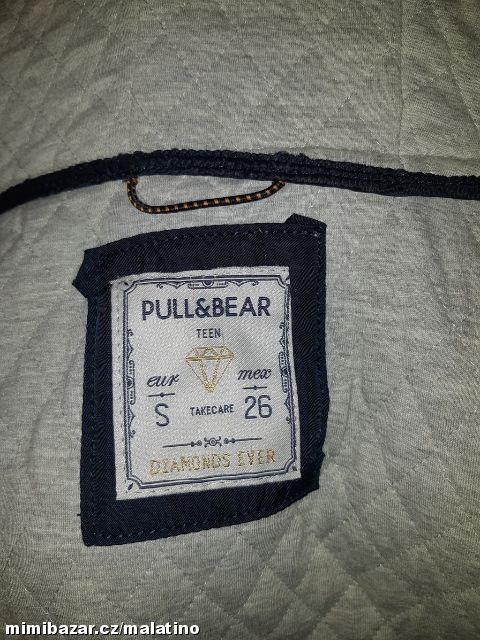 PULL&BEAR
TEEN
eur mex
S TAKECARE 26
DIAMONDS EVER
mimibazar.cz/malatino